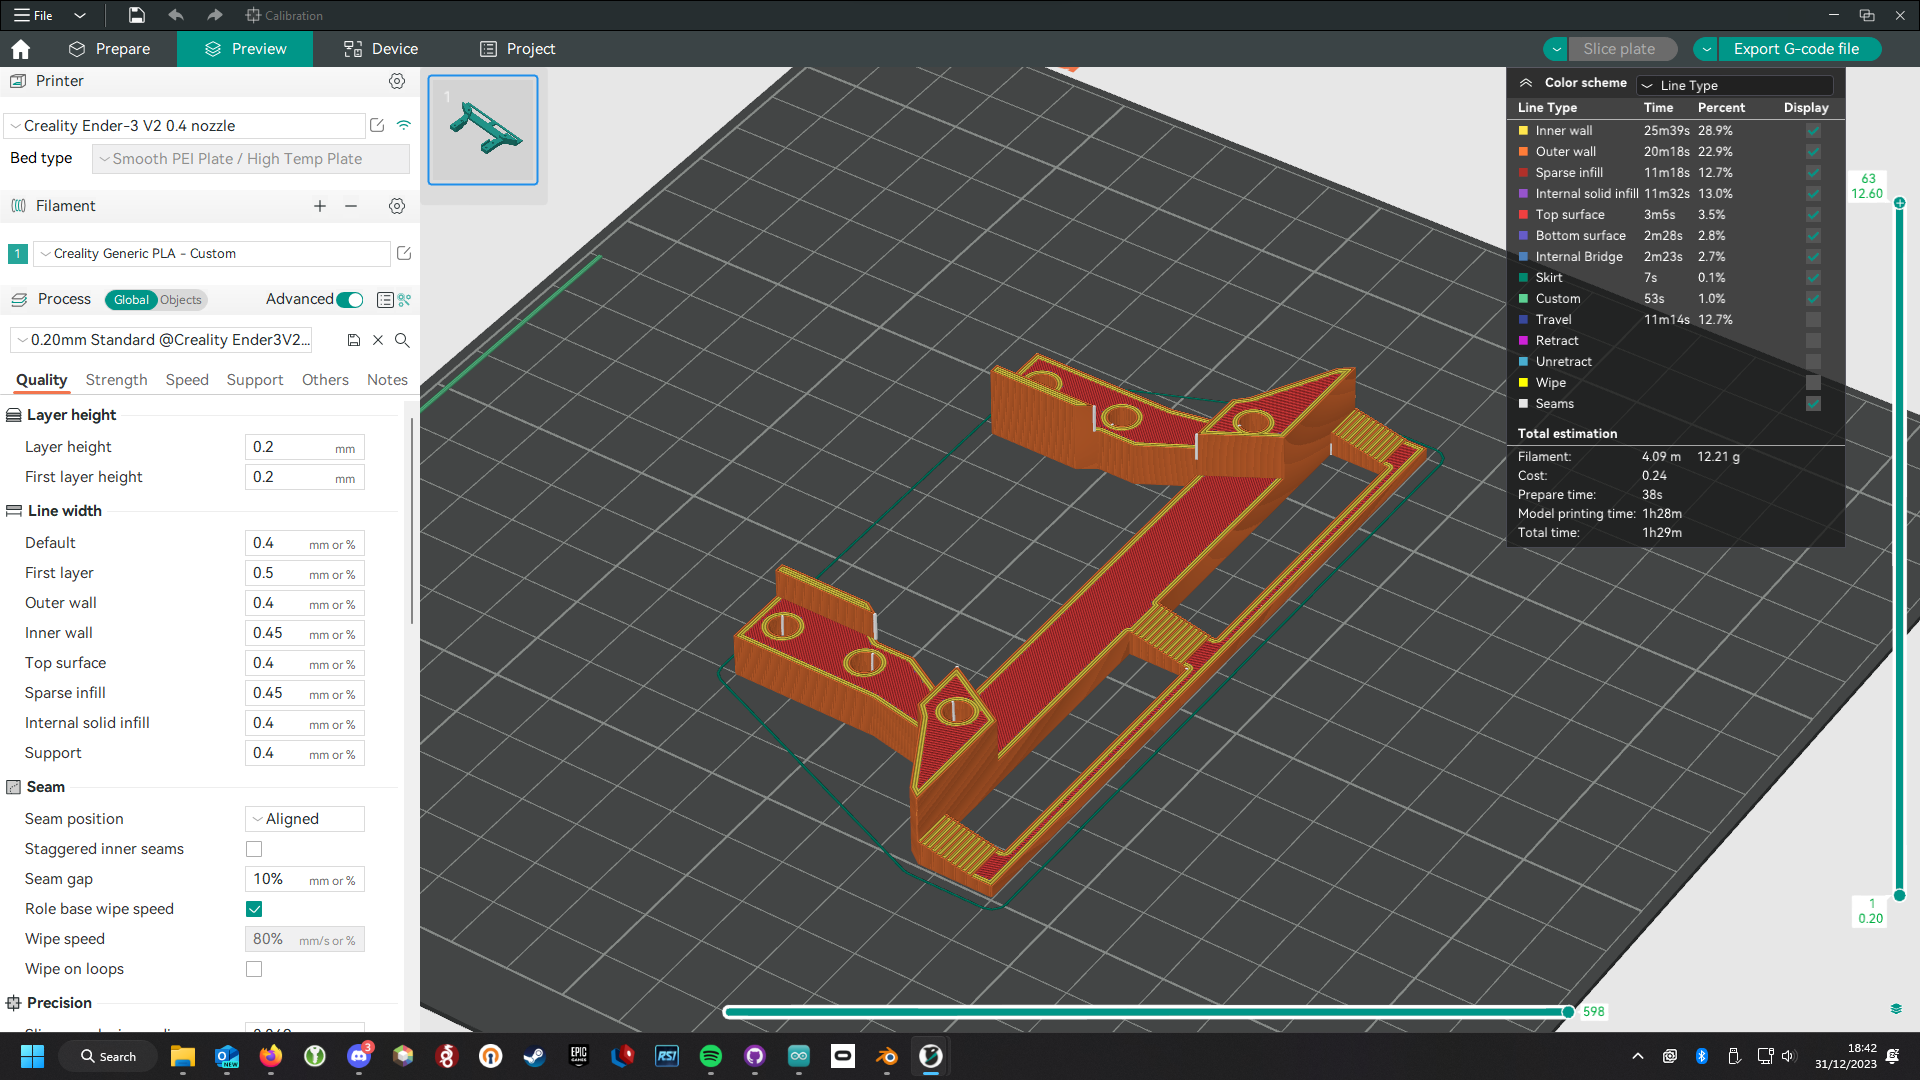 File
Calibration
Prepare
Preview
Device
Project
Slice plate
Export G-code file
Printer
Creality Ender-3 V2 0.4 nozzle
Bed type
Smooth PEI Plate / High Temp Plate
Filament
1
Creality Generic PLA - Custom
Process
Global
Objects
Advanced
0.20mm Standard @Creality Ender3V2...
Quality
Strength
Speed
Support
Others
Notes
Layer height
Layer height 0.2 mm
First layer height 0.2 mm
Line width
Default 0.4 mm or %
First layer 0.5 mm or %
Outer wall 0.4 mm or %
Inner wall 0.45 mm or %
Top surface 0.4 mm or %
Sparse infill 0.45 mm or %
Internal solid infill 0.4 mm or %
Support 0.4 mm or %
Seam
Seam position Aligned
Staggered inner seams
Seam gap 10% mm or %
Role base wipe speed
Wipe speed 80% mm/s or %
Wipe on loops
Precision
1
Color scheme Line Type
Line Type Time Percent Display
Inner wall 25m39s 28.9%
Outer wall 20m18s 22.9%
Sparse infill 11m18s 12.7%
Internal solid infill 11m32s 13.0%
Top surface 3m5s 3.5%
Bottom surface 2m28s 2.8%
Internal Bridge 2m23s 2.7%
Skirt 7s 0.1%
Custom 53s 1.0%
Travel 11m14s 12.7%
Retract
Unretract
Wipe
Seams
Total estimation
Filament: 4.09 m 12.21 g
Cost: 0.24
Prepare time: 38s
Model printing time: 1h28m
Total time: 1h29m
63
12.60
1
0.20
598
Search
NEW
3
EPIC
GAMES
RSI
18:42
31/12/2023